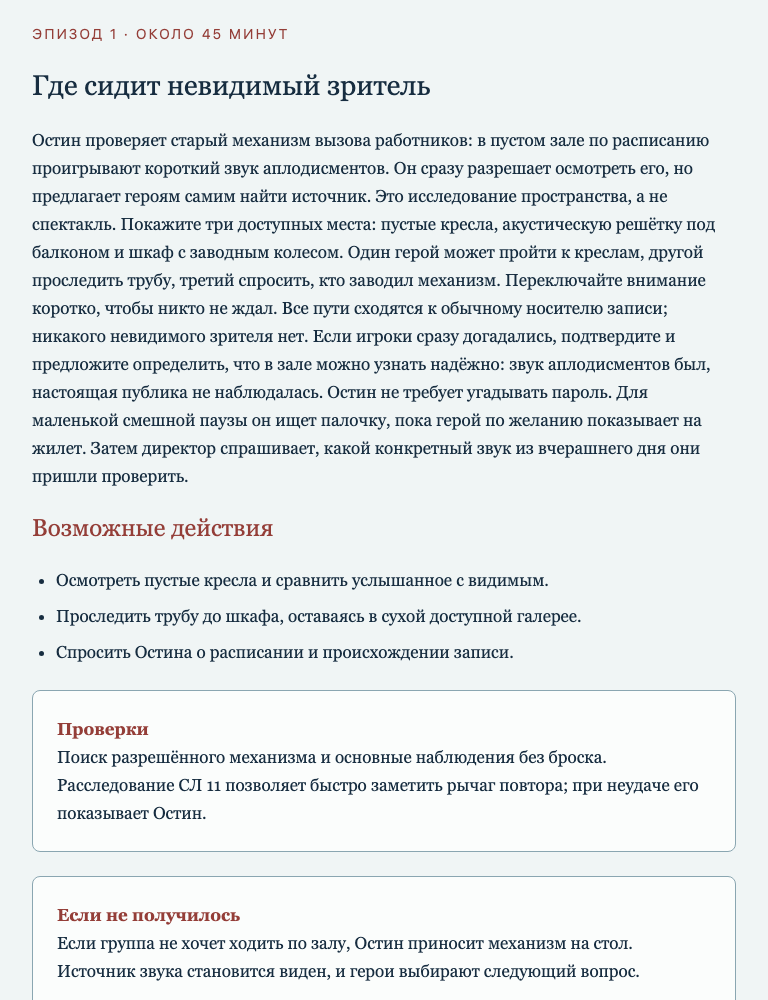 ЭПИЗОД 1 · ОКОЛО 45 МИНУТ
Где сидит невидимый зритель
Остин проверяет старый механизм вызова работников: в пустом зале по расписанию
проигрывают короткий звук аплодисментов. Он сразу разрешает осмотреть его, но
предлагает героям самим найти источник. Это исследование пространства, а не
спектакль. Покажите три доступных места: пустые кресла, акустическую решётку под
балконом и шкаф с заводным колесом. Один герой может пройти к креслам, другой
проследить трубу, третий спросить, кто заводил механизм. Переключайте внимание
коротко, чтобы никто не ждал. Все пути сходятся к обычному носителю записи;
никакого невидимого зрителя нет. Если игроки сразу догадались, подтвердите и
предложите определить, что в зале можно узнать надёжно: звук аплодисментов был,
настоящая публика не наблюдалась. Остин не требует угадывать пароль. Для
маленькой смешной паузы он ищет палочку, пока герой по желанию показывает на
жилет. Затем директор спрашивает, какой конкретный звук из вчерашнего дня они
пришли проверить.
Возможные действия
• Осмотреть пустые кресла и сравнить услышанное с видимым.
• Проследить трубу до шкафа, оставаясь в сухой доступной галерее.
• Спросить Остина о расписании и происхождении записи.
Проверки
Поиск разрешённого механизма и основные наблюдения без броска.
Расследование СЛ 11 позволяет быстро заметить рычаг повтора; при неудаче его
показывает Остин.
Если не получилось
Если группа не хочет ходить по залу, Остин приносит механизм на стол.
Источник звука становится виден, и герои выбирают следующий вопрос.